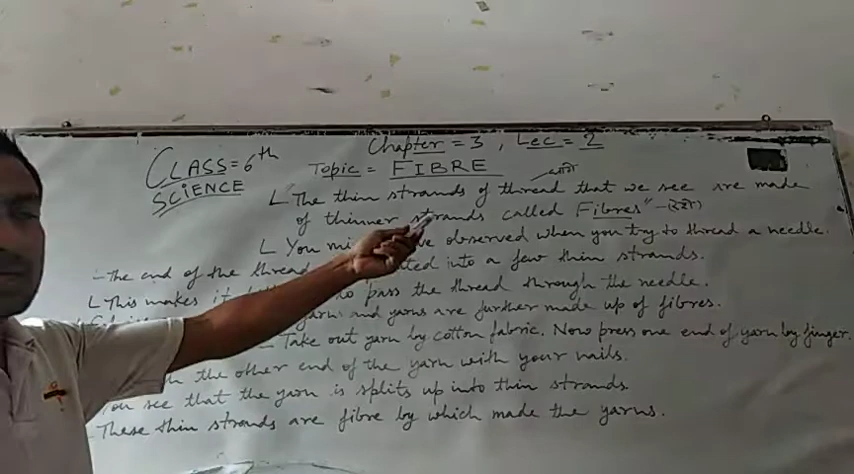 CLASS = 6th
SCIENCE
Chapter = 3 , Lec = 2
Topic = FIBRE
The thin strands of thread that we see are made
धागे
of thinner strands called Fibres" - रेशे
You observed when you try to thread a needle.
The end of the thread into a few thin strands.
This makes it to pass the thread through the needle.
yarns and yarns are further made up of fibres.
Take out yarn by cotton fabric. Now press one end of yarn by finger.
the other end of the yarn with your nails.
You see that the yarn is splits up into thin strands
These thin strands are fibre by which made the yarns.